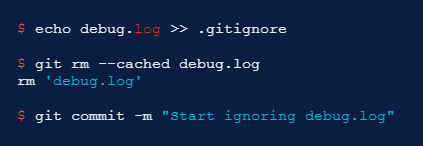 $ echo debug.log >> .gitignore
$ git rm --cached debug.log
rm 'debug.log'
$ git commit -m "Start ignoring debug.log"